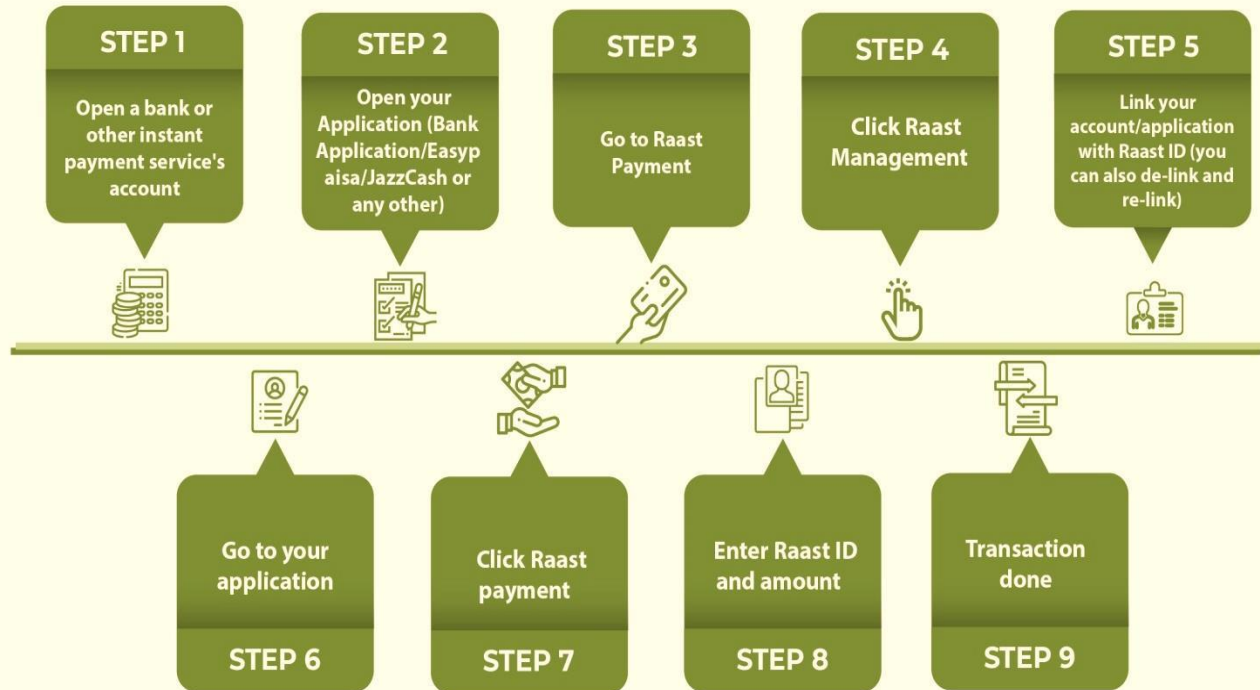 STEP 1
Open a bank or
other instant
payment service's
account
STEP 2
Open your
Application (Bank
Application/Easyp
aisa/JazzCash or
any other)
STEP 3
Go to Raast
Payment
STEP 4
Click Raast
Management
STEP 5
Link your
account/application
with Raast ID (you
can also de-link and
re-link)
Go to your
application
STEP 6
Click Raast
payment
STEP 7
Enter Raast ID
and amount
STEP 8
Transaction
done
STEP 9